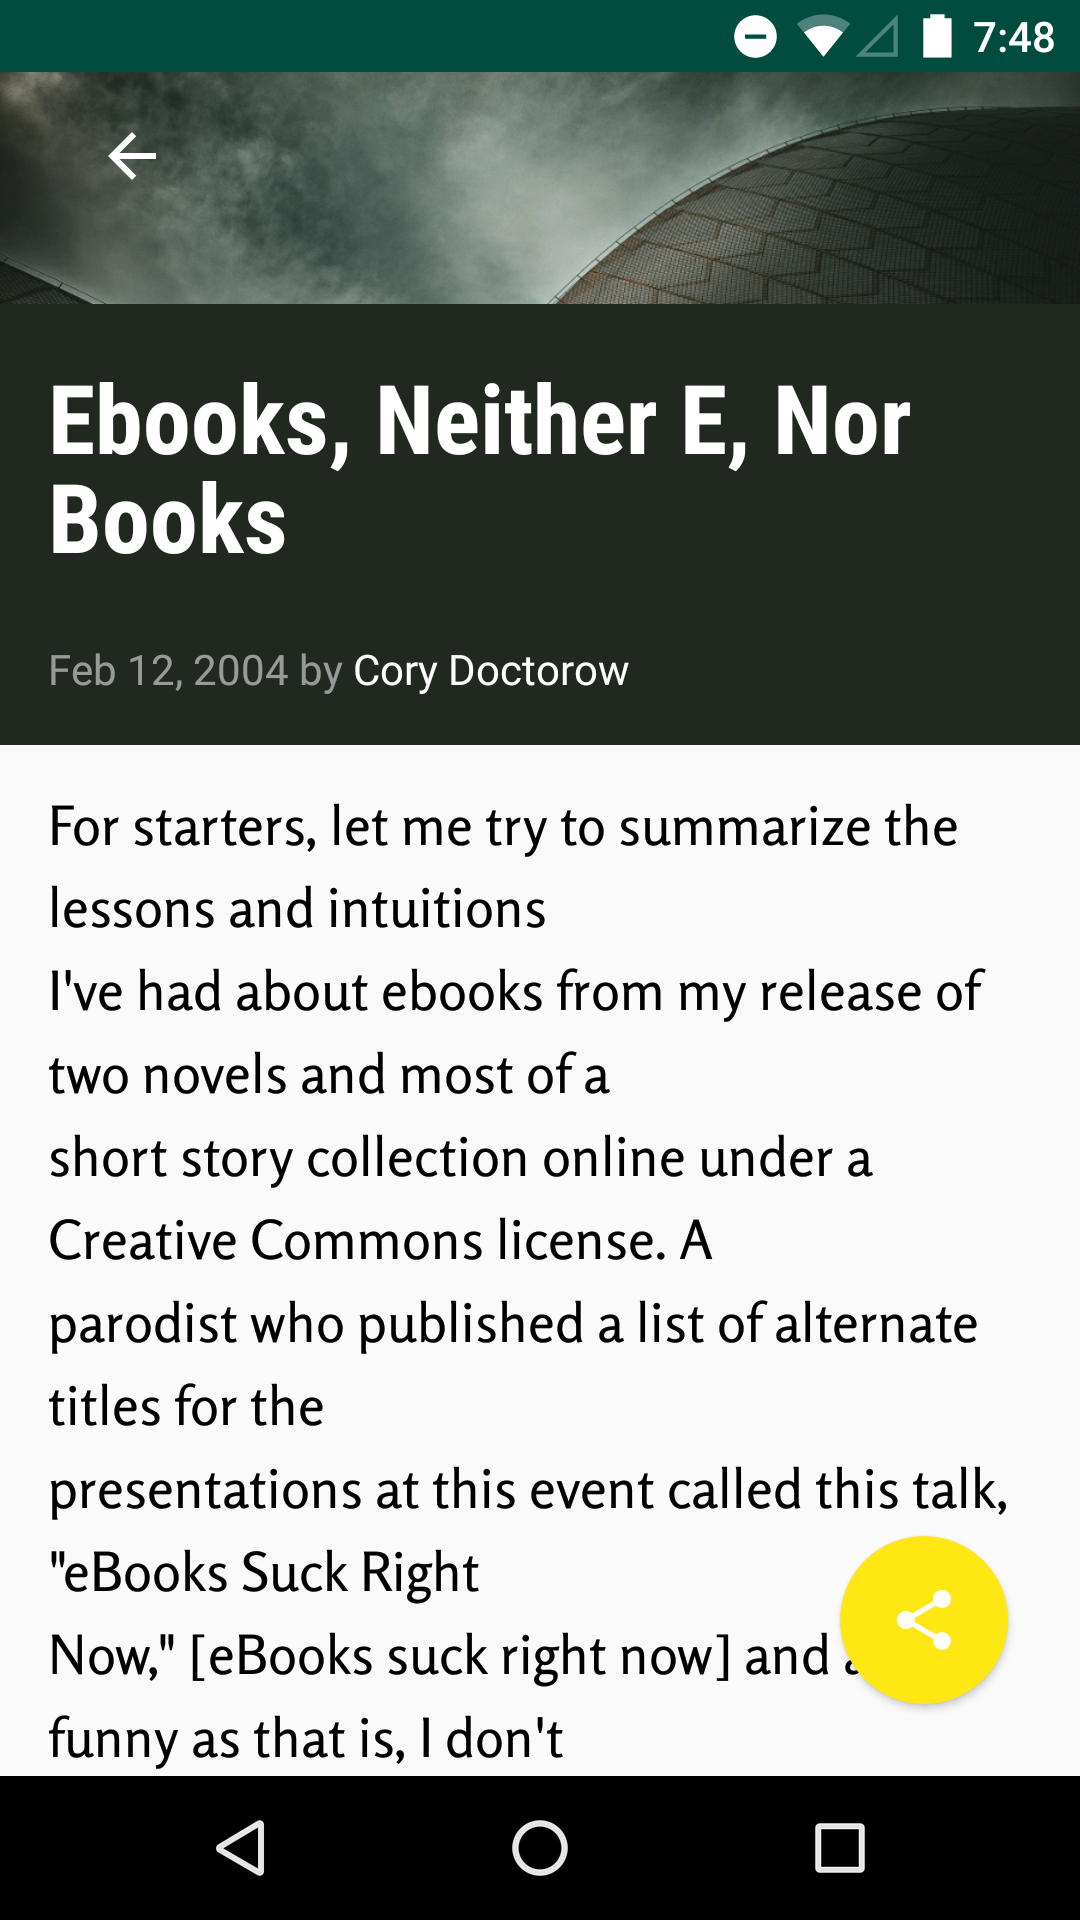 7:48
Ebooks, Neither E, Nor
Books
Feb 12, 2004 by Cory Doctorow
For starters, let me try to summarize the
lessons and intuitions
I've had about ebooks from my release of
two novels and most of a
short story collection online under a
Creative Commons license. A
parodist who published a list of alternate
titles for the
presentations at this event called this talk,
"eBooks Suck Right
Now," [eBooks suck right now] and
funny as that is, I don't